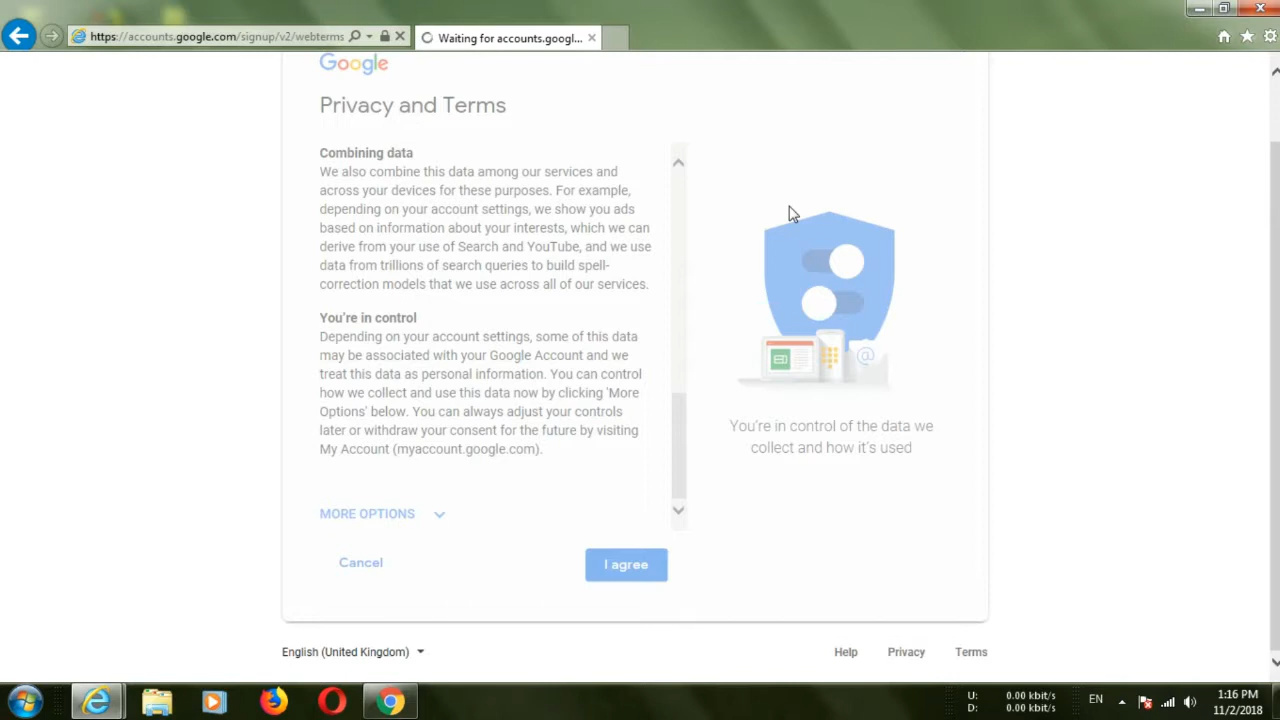 https://accounts.google.com/signup/v2/webterms
Waiting for accounts.googl...
Google
Privacy and Terms
Combining data
We also combine this data among our services and
across your devices for these purposes. For example,
depending on your account settings, we show you ads
based on information about your interests, which we can
derive from your use of Search and YouTube, and we use
data from trillions of search queries to build spell-
correction models that we use across all of our services.
You're in control
Depending on your account settings, some of this data
may be associated with your Google Account and we
treat this data as personal information. You can control
how we collect and use this data now by clicking 'More
Options' below. You can always adjust your controls
later or withdraw your consent for the future by visiting
My Account (myaccount.google.com).
@
You're in control of the data we
collect and how it's used
MORE OPTIONS
Cancel
I agree
English (United Kingdom)
Help
Privacy
Terms
U: 0.00 kbit/s
D: 0.00 kbit/s
EN
1:16 PM
11/2/2018